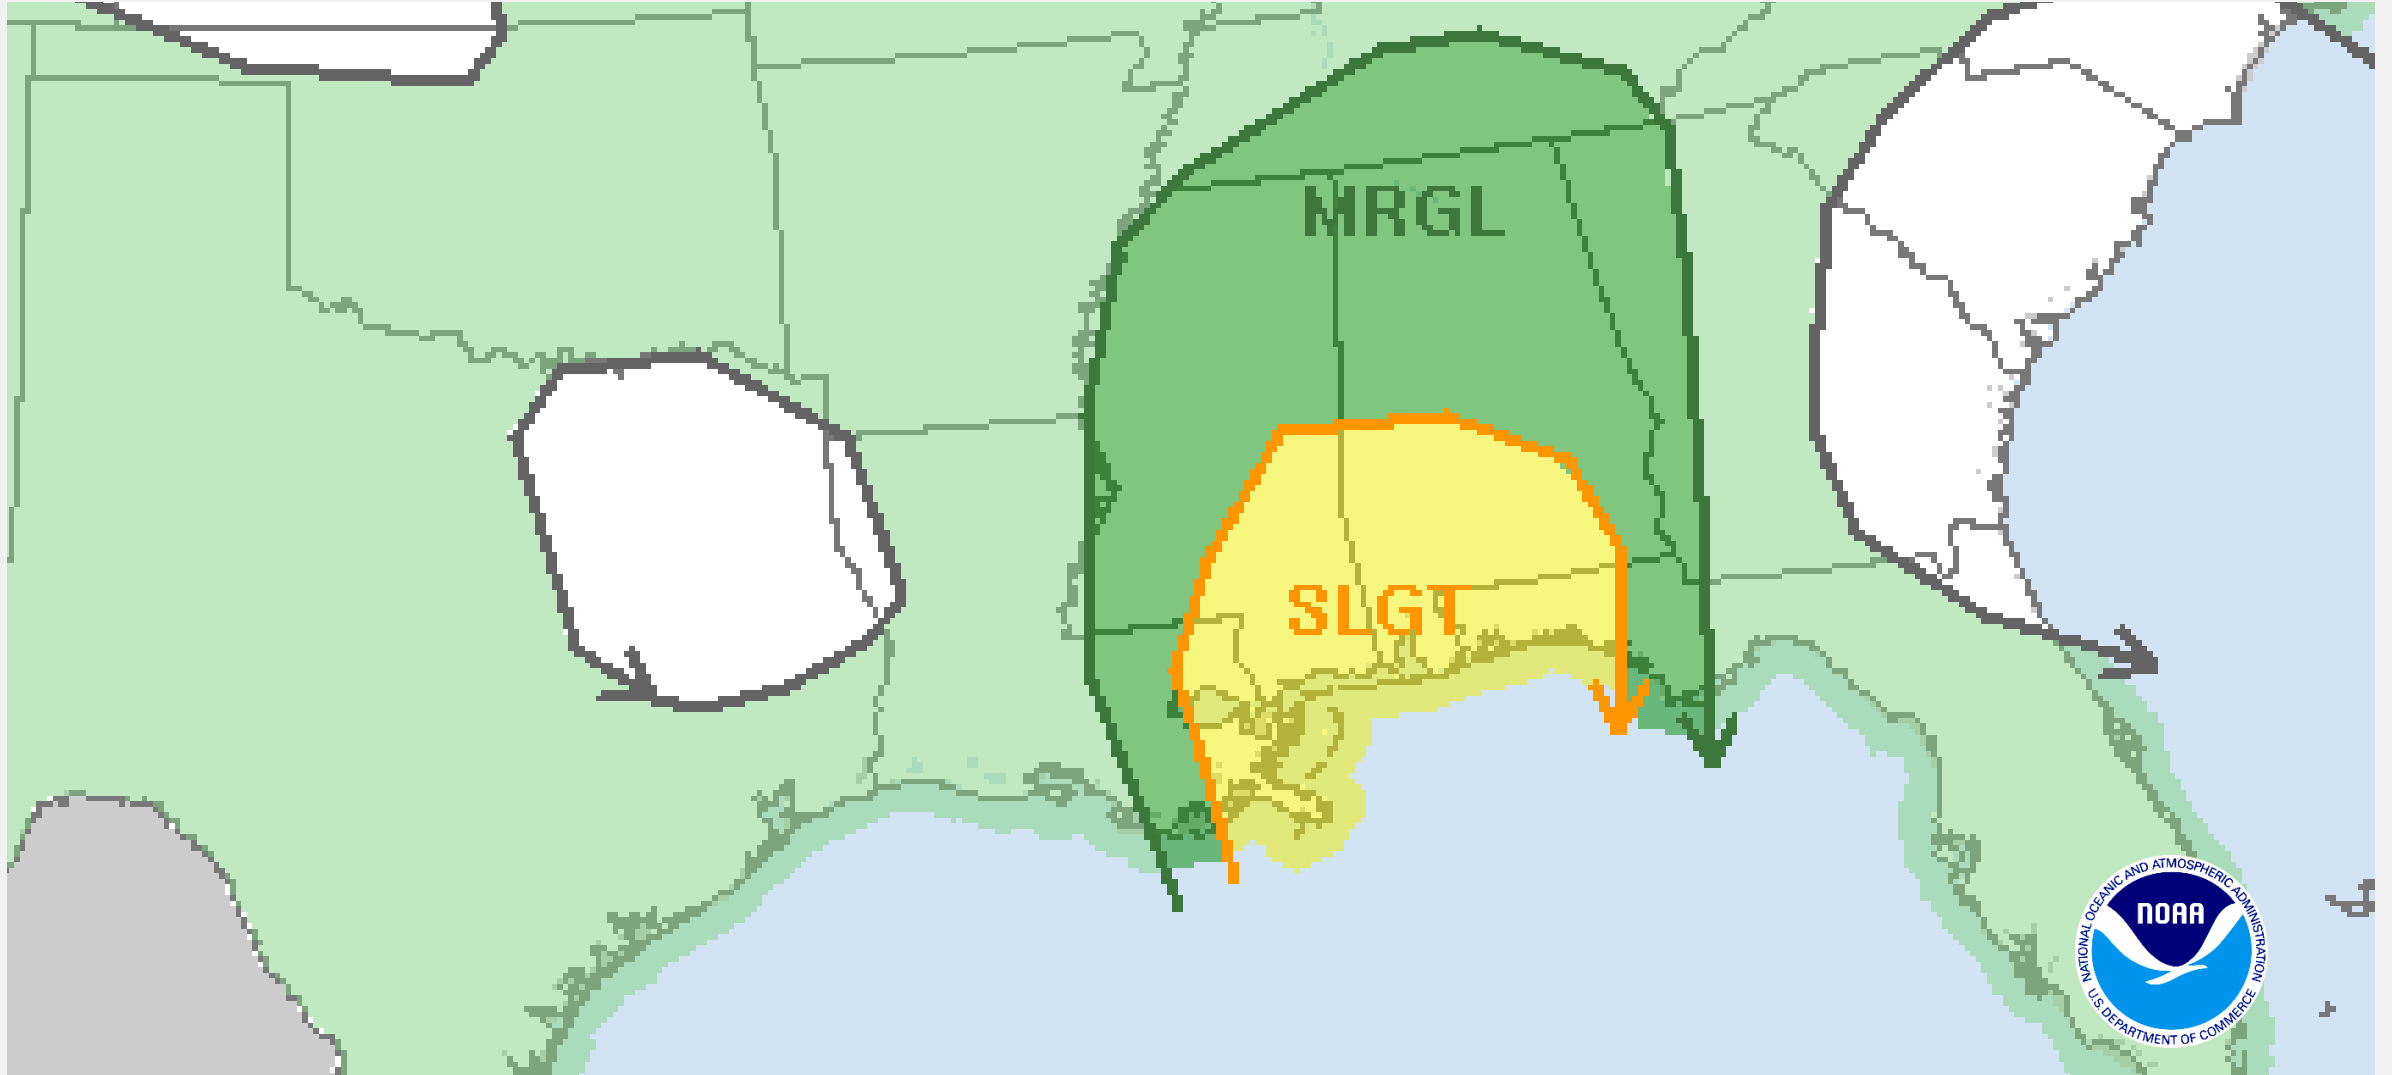 MRGL
SLGT
NATIONAL OCEANIC AND ATMOSPHERIC ADMINISTRATION
NOAA
U.S. DEPARTMENT OF COMMERCE